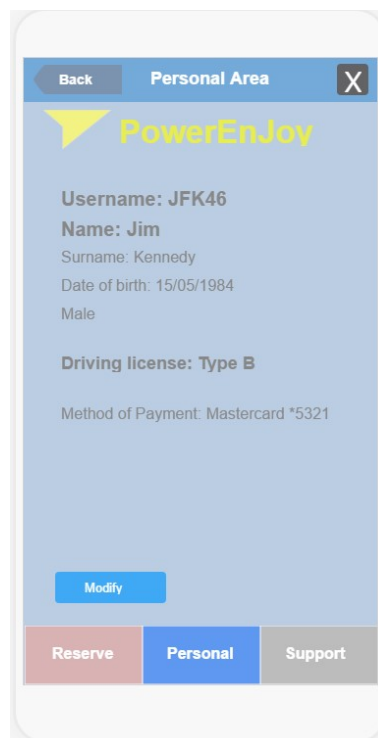 Back Personal Area X
PowerEnJoy
Username: JFK46
Name: Jim
Surname: Kennedy
Date of birth: 15/05/1984
Male
Driving license: Type B
Method of Payment: Mastercard *5321
Modify
Reserve Personal Support